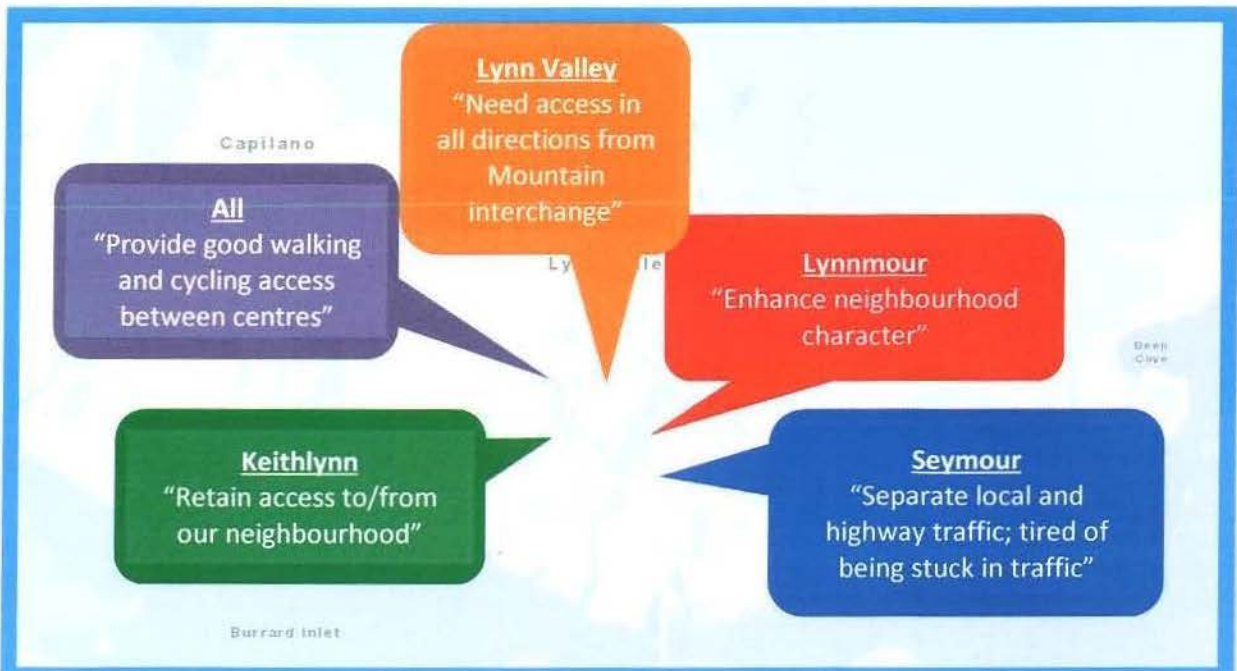 Lynn Valley
"Need access in
all directions from
Mountain
interchange"
Capilano
All
"Provide good walking
and cycling access
between centres"
Lynnmour
"Enhance neighbourhood
character"
Deep
Cove
Keithlynn
"Retain access to/from
our neighbourhood"
Seymour
"Separate local and
highway traffic; tired of
being stuck in traffic"
Burrard Inlet